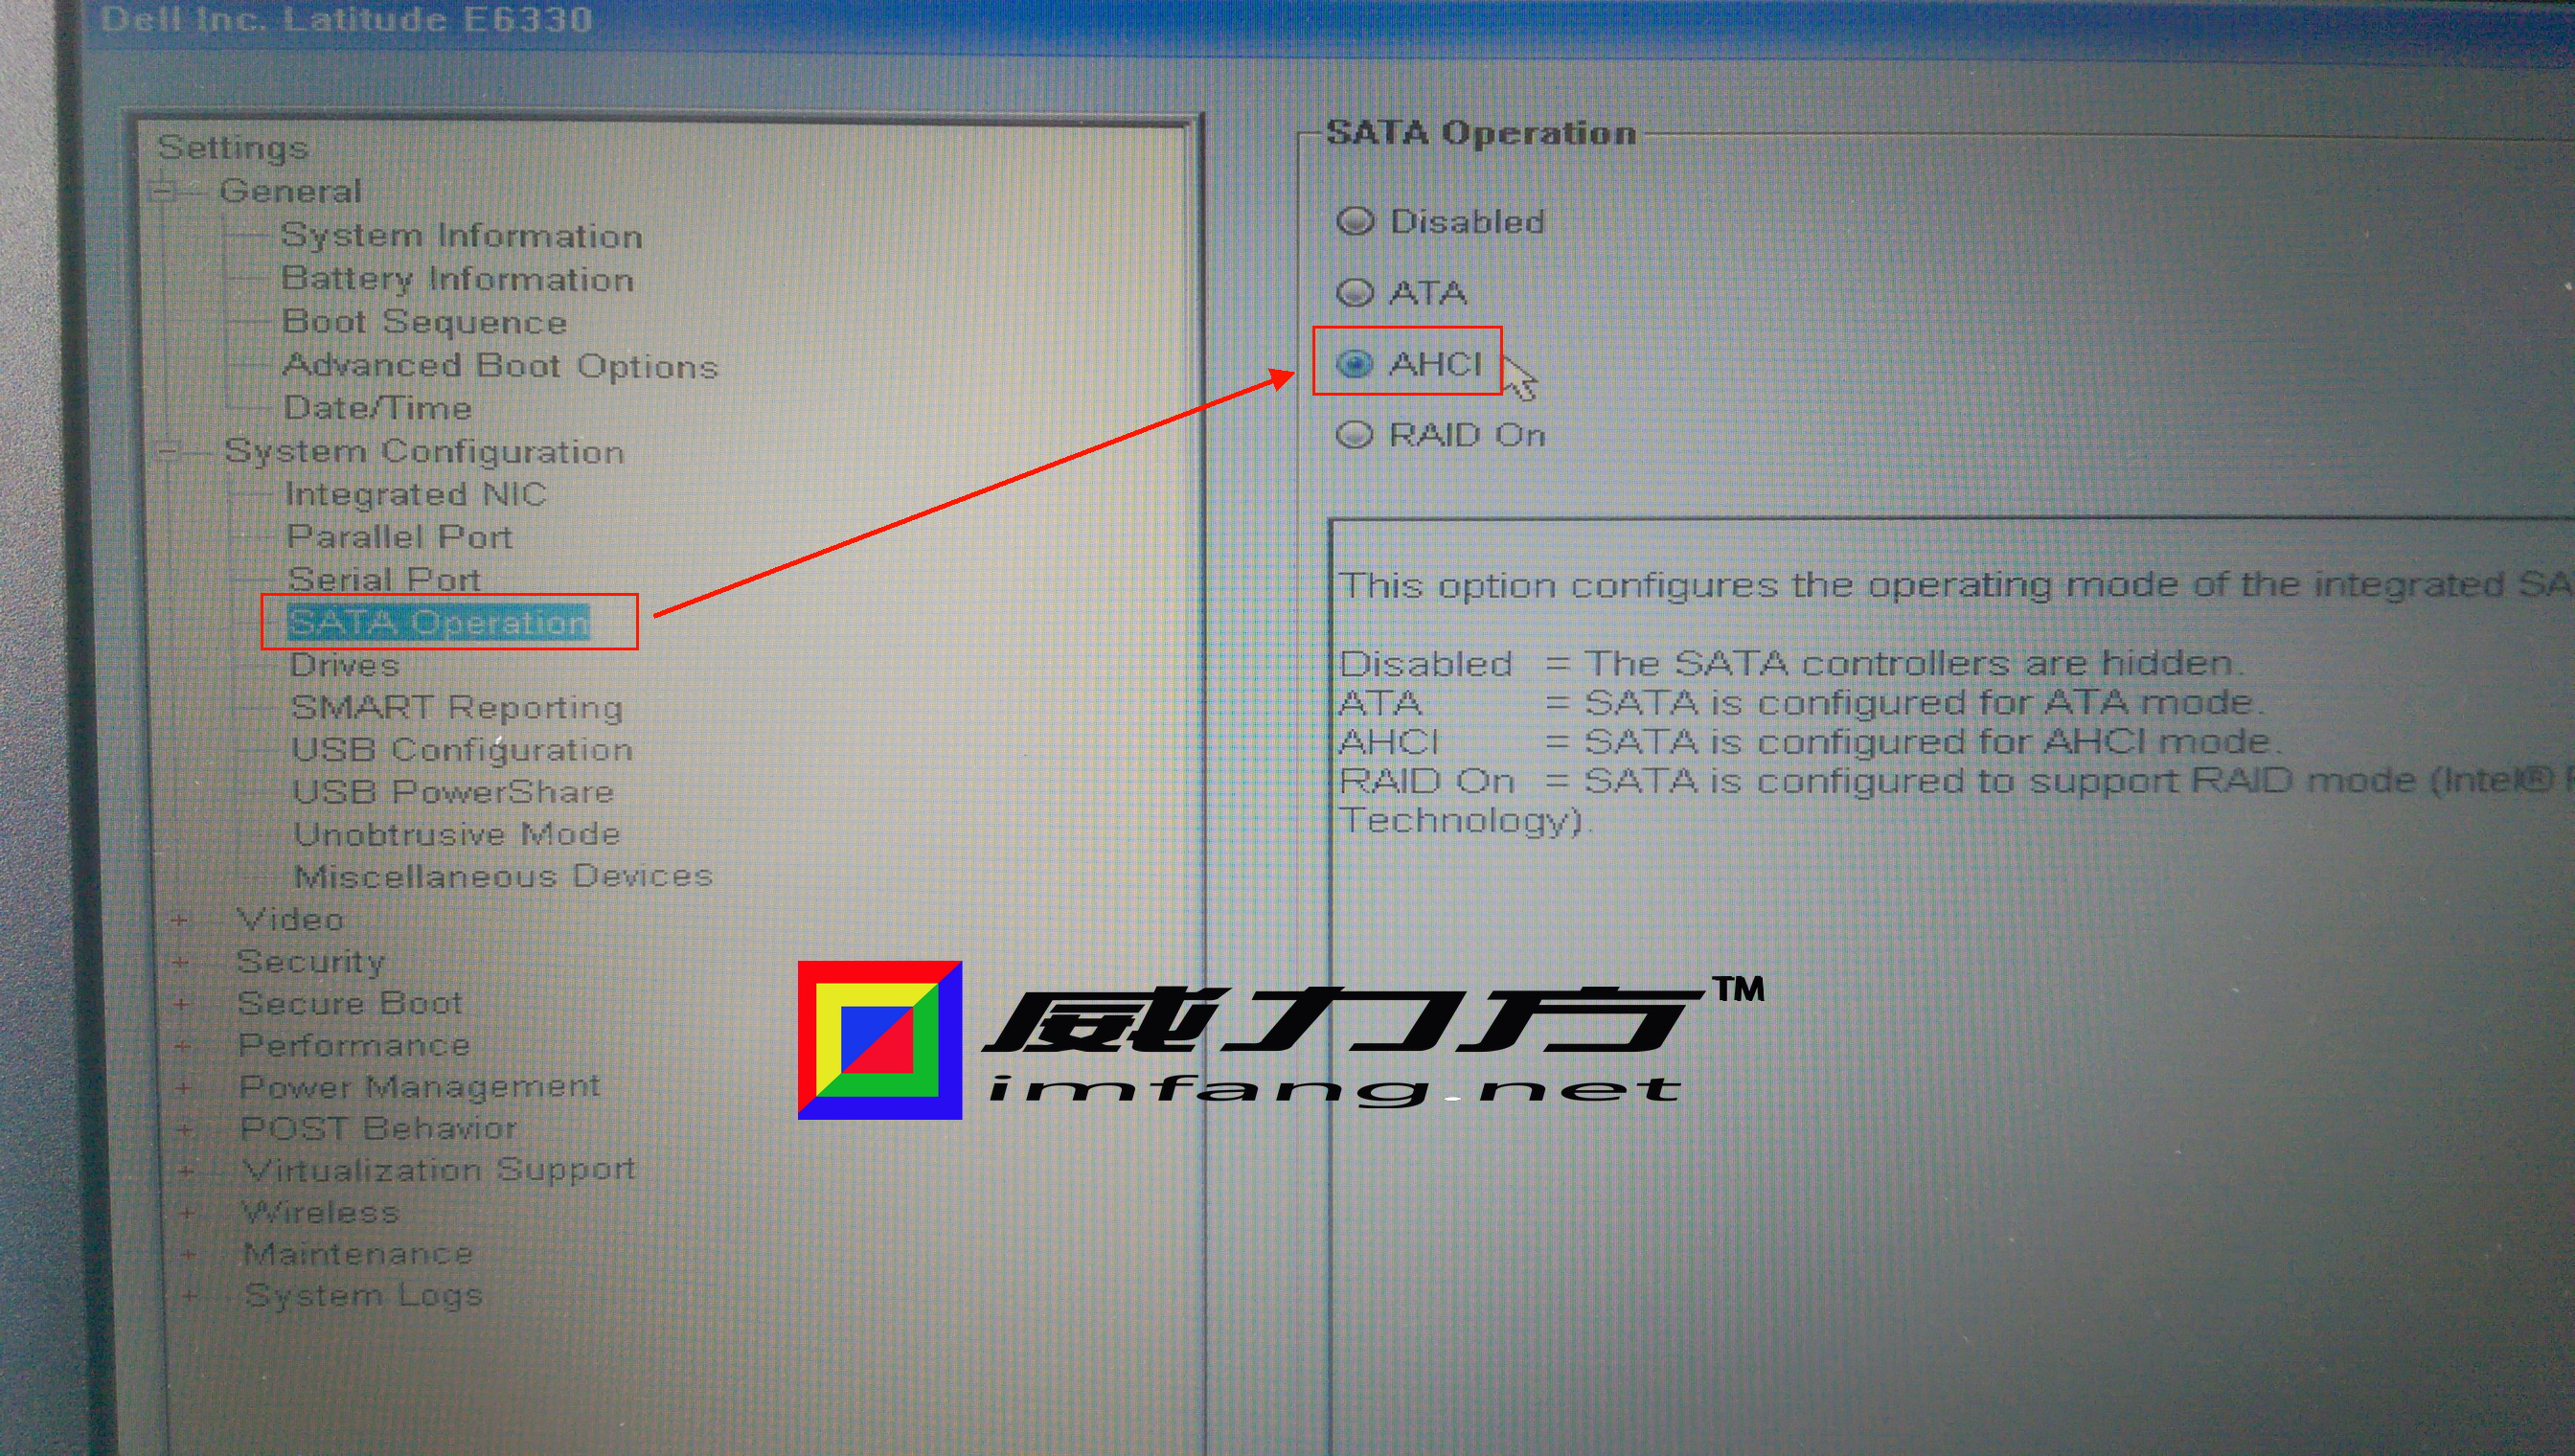 Dell Inc. Latitude E6330
Settings
General
System Information
Battery Information
Boot Sequence
Advanced Boot Options
Date/Time
System Configuration
Integrated NIC
Parallel Port
Serial Port
SATA Operation
Drives
SMART Reporting
USB Configuration
USB PowerShare
Unobtrusive Mode
Miscellaneous Devices
Video
Security
Secure Boot
Performance
Power Management
POST Behavior
Virtualization Support
Wireless
Maintenance
System Logs
SATA Operation
Disabled
ATA
AHCI
RAID On
This option configures the operating mode of the integrated SA
Disabled = The SATA controllers are hidden.
ATA = SATA is configured for ATA mode.
AHCI = SATA is configured for AHCI mode.
RAID On = SATA is configured to support RAID mode (Intel®
Technology).
威力方™
imfang.net